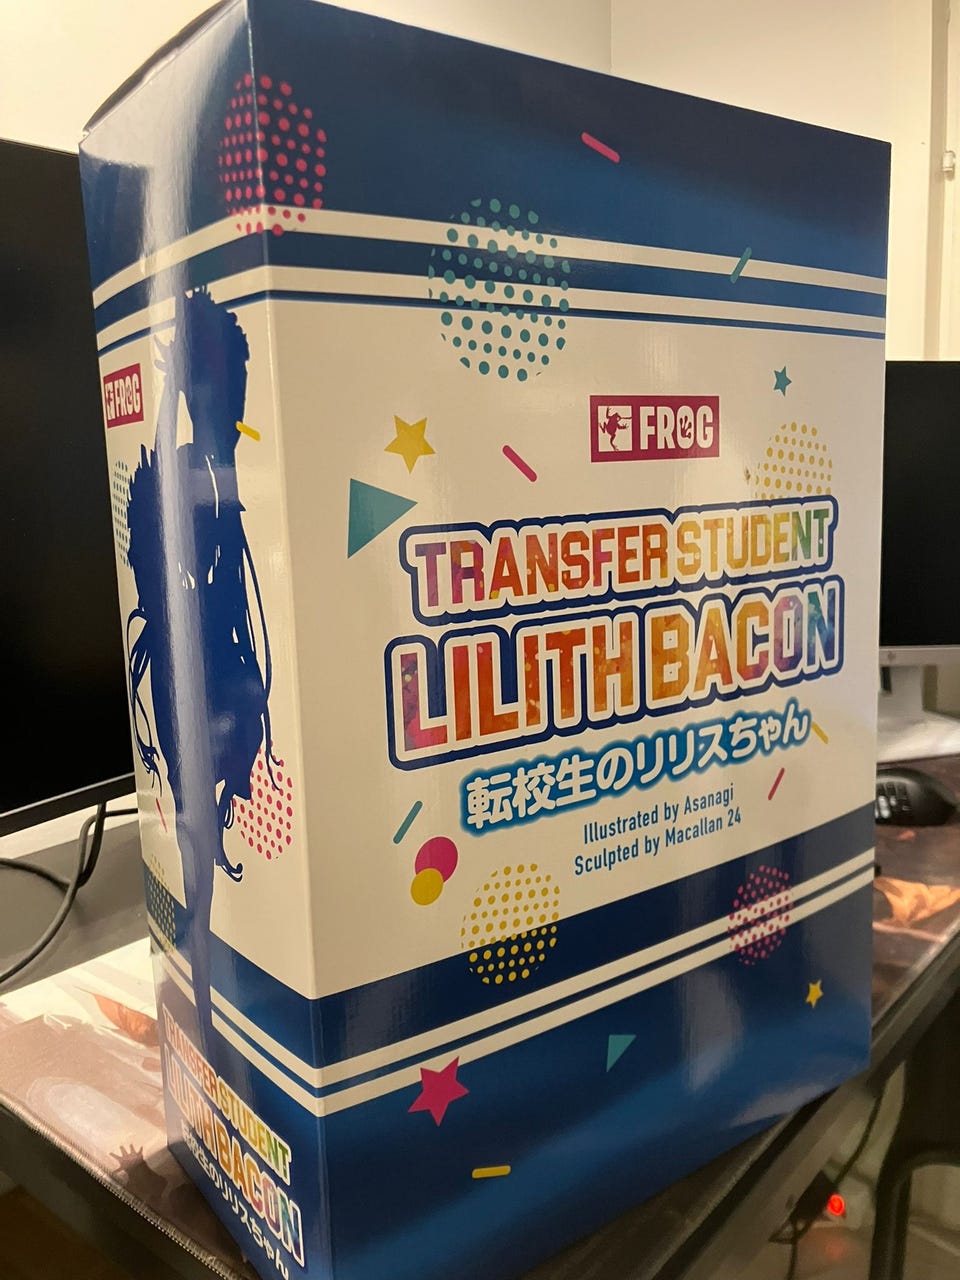 FROG
TRANSFER STUDENT
LILITH BACON
転校生のリリスちゃん
Illustrated by Asanagi
Sculpted by Macallan 24
FROG
TRANSFER STUDENT
LILITH BACON
転校生のリリスちゃん